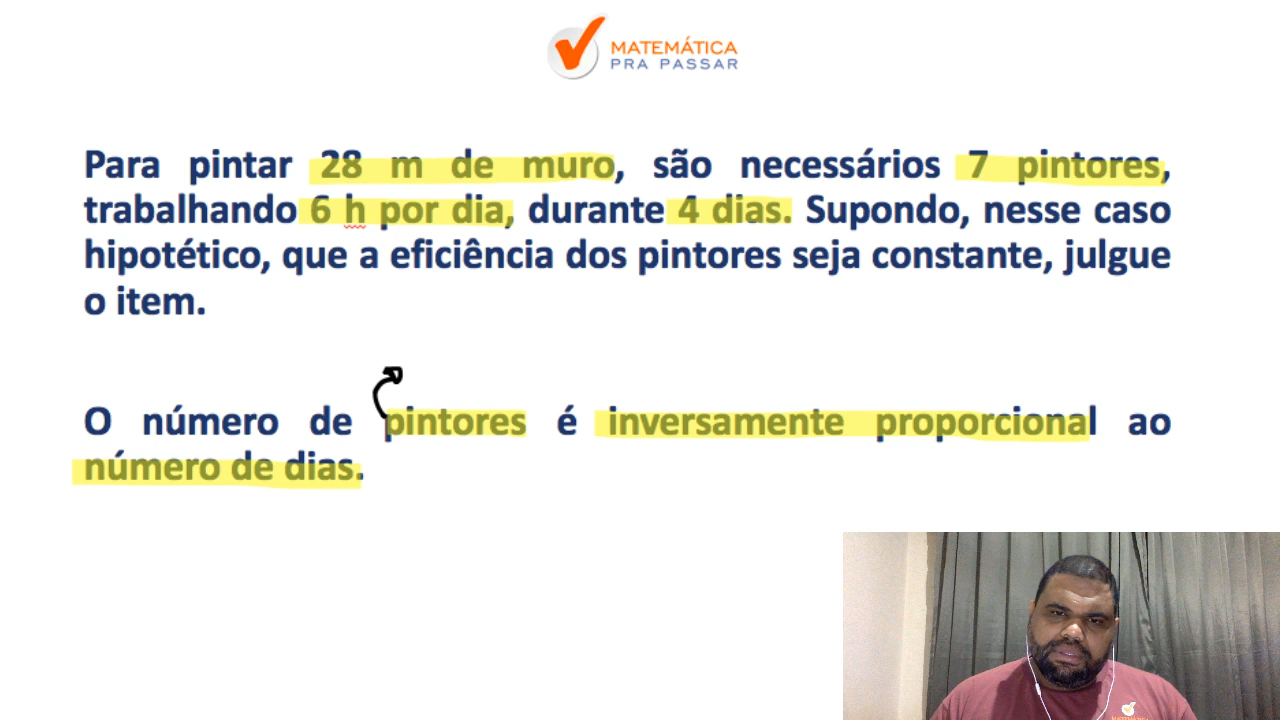 MATEMÁTICA
PRA PASSAR
Para pintar 28 m de muro, são necessários 7 pintores,
trabalhando 6 h por dia, durante 4 dias. Supondo, nesse caso
hipotético, que a eficiência dos pintores seja constante, julgue
o item.
O número de pintores é inversamente proporcional ao
número de dias.
MATEMÁTICA